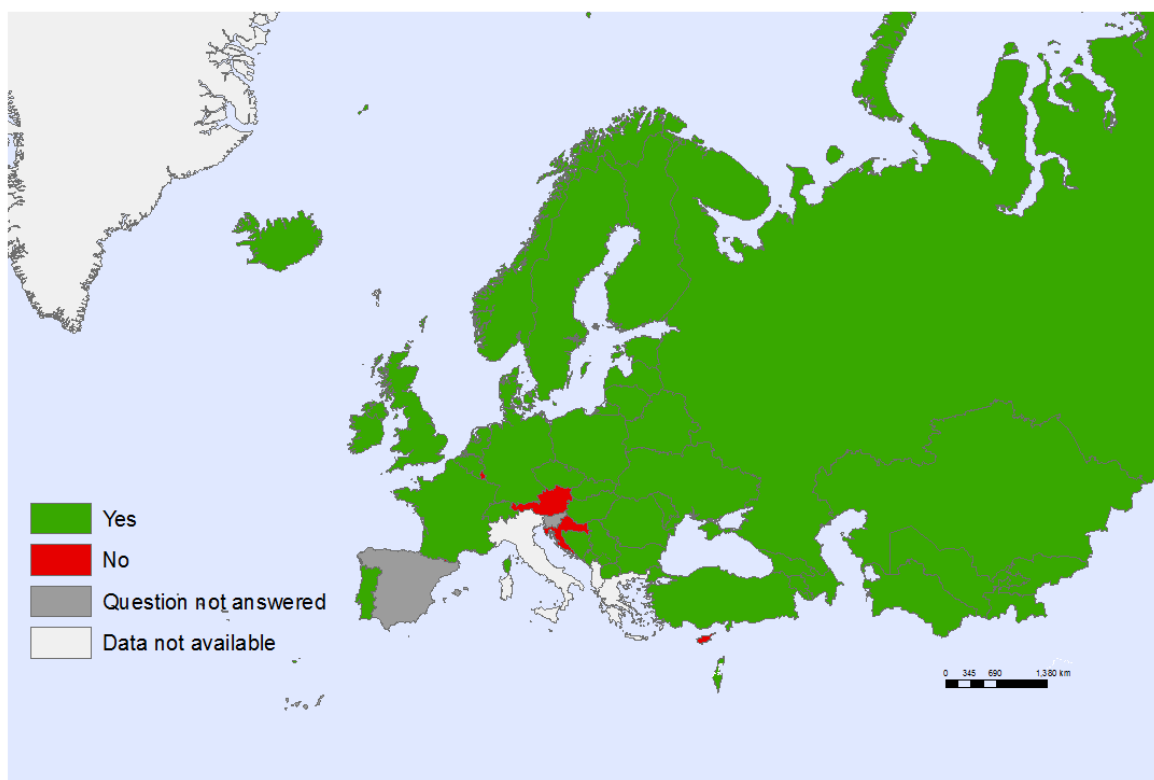 Yes
No
Question not answered
Data not available
0 345 690 1,380 km